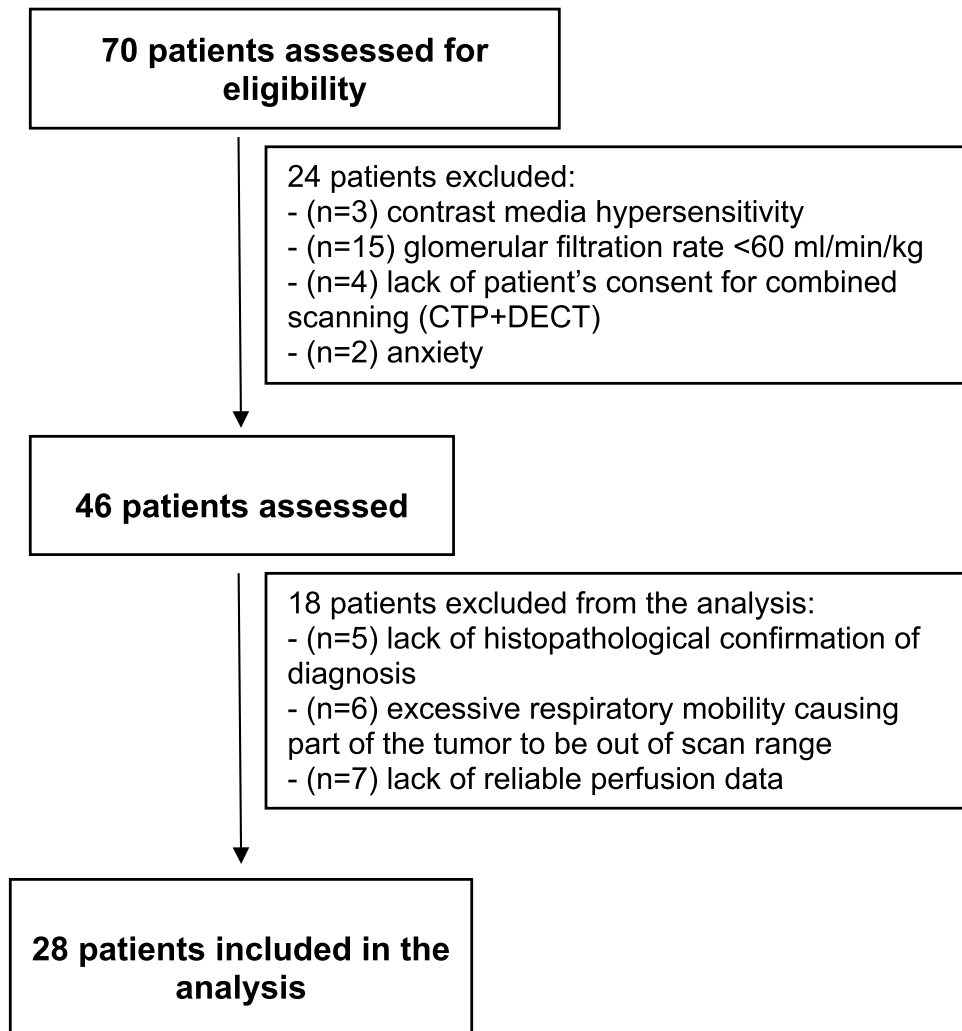 70 patients assessed for
eligibility
24 patients excluded:
- (n=3) contrast media hypersensitivity
- (n=15) glomerular filtration rate <60 ml/min/kg
- (n=4) lack of patient’s consent for combined
scanning (CTP+DECT)
- (n=2) anxiety
46 patients assessed
18 patients excluded from the analysis:
- (n=5) lack of histopathological confirmation of
diagnosis
- (n=6) excessive respiratory mobility causing
part of the tumor to be out of scan range
- (n=7) lack of reliable perfusion data
28 patients included in the
analysis